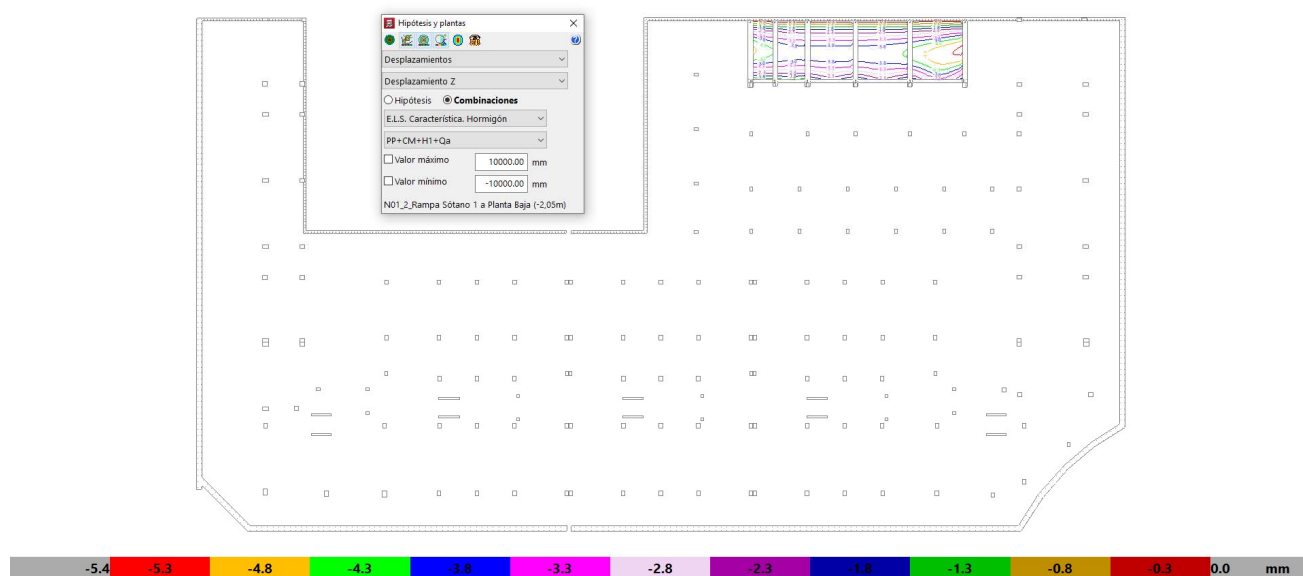 Hipótesis y plantas
Desplazamientos
Desplazamiento Z
Hipótesis Combinaciones
E.L.S. Característica. Hormigón
PP+CM+H1+Qa
Valor máximo 10000.00 mm
Valor mínimo -10000.00 mm
N01_2_Rampa Sótano 1 a Planta Baja (-2,05m)
-5.4 -5.3 -4.8 -4.3 -3.8 -3.3 -2.8 -2.3 -1.8 -1.3 -0.8 -0.3 0.0 mm